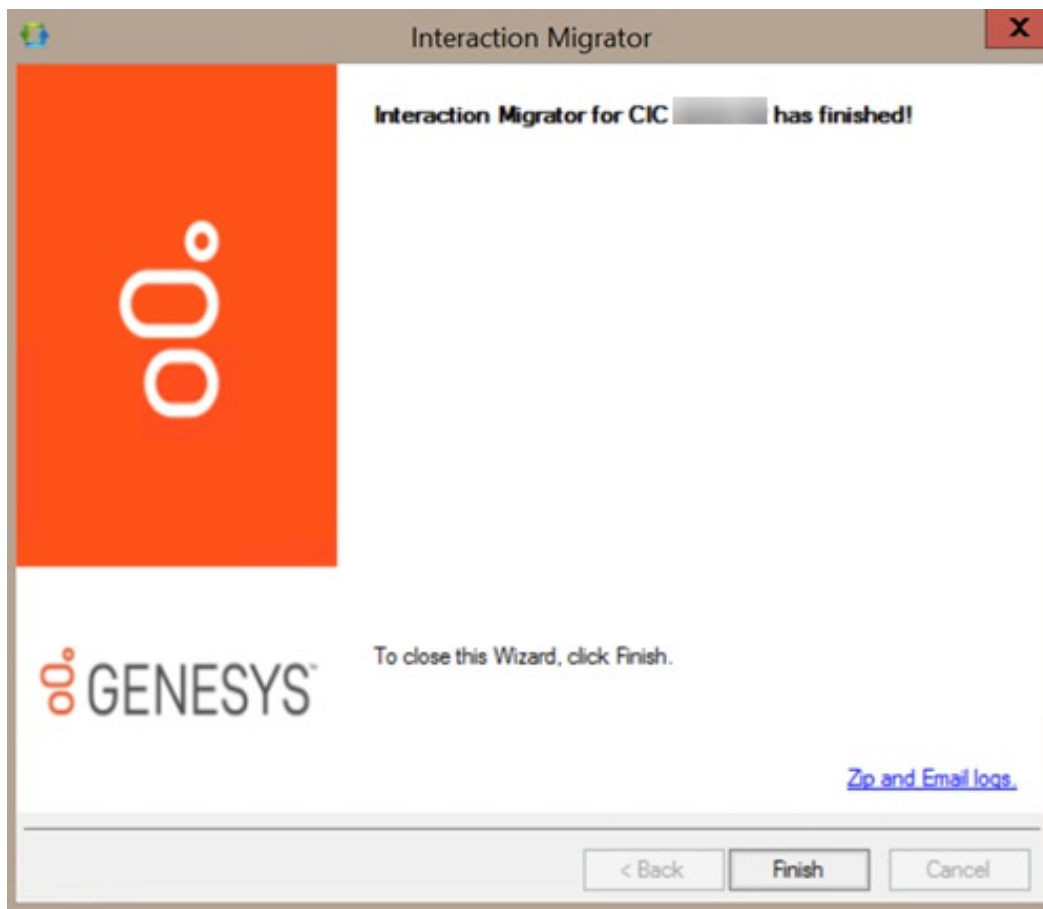 Interaction Migrator
X
Interaction Migrator for CIC has finished!
To close this Wizard, click Finish.
GENESYS™
Zip and Email logs.
< Back
Finish
Cancel